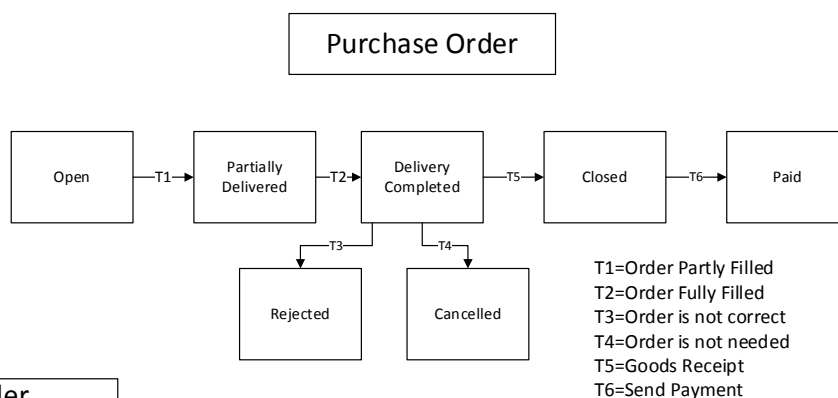 Purchase Order
Open
T1
Partially
Delivered
T2
Delivery
Completed
T5
Closed
T6
Paid
T3
T4
Rejected
Cancelled
T1=Order Partly Filled
T2=Order Fully Filled
T3=Order is not correct
T4=Order is not needed
T5=Goods Receipt
T6=Send Payment